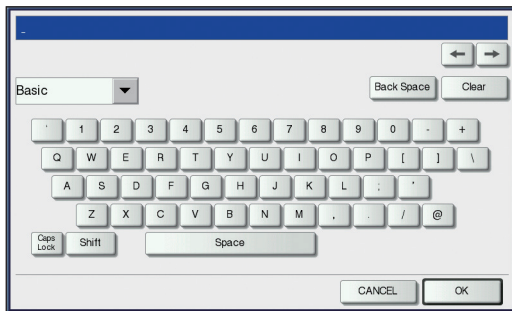 _
Basic
Back Space Clear
' 1 2 3 4 5 6 7 8 9 0 - +
Q W E R T Y U I O P [ ] \
A S D F G H J K L ; '
Z X C V B N M , . / @
Caps Lock Shift Space
CANCEL OK